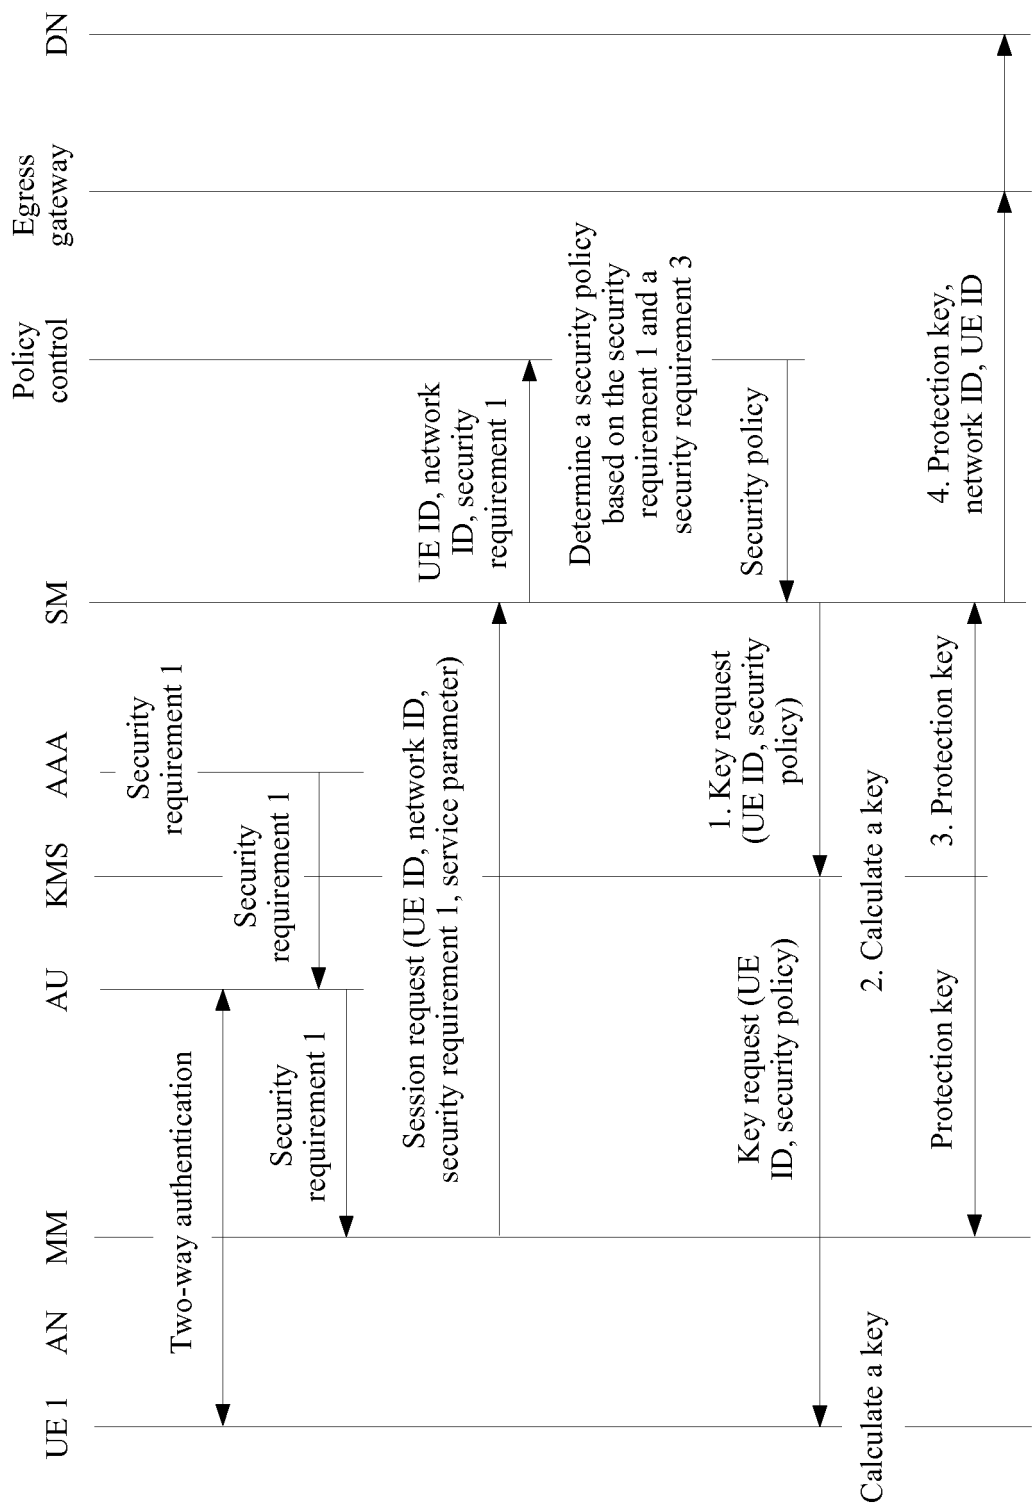 UE 1
AN
MM
AU
KMS
AAA
SM
Policy
control
Egress
gateway
DN
Security
requirement 1
Two-way authentication
Security
requirement 1
Security
requirement 1
Session request (UE ID, network ID,
security requirement 1, service parameter)
UE ID, network
ID, security
requirement 1
Determine a security policy
based on the security
requirement 1 and a
security requirement 3
Security policy
1. Key request
(UE ID, security
policy)
Key request (UE
ID, security policy)
Calculate a key
2. Calculate a key
Protection key
3. Protection key
4. Protection key,
network ID, UE ID